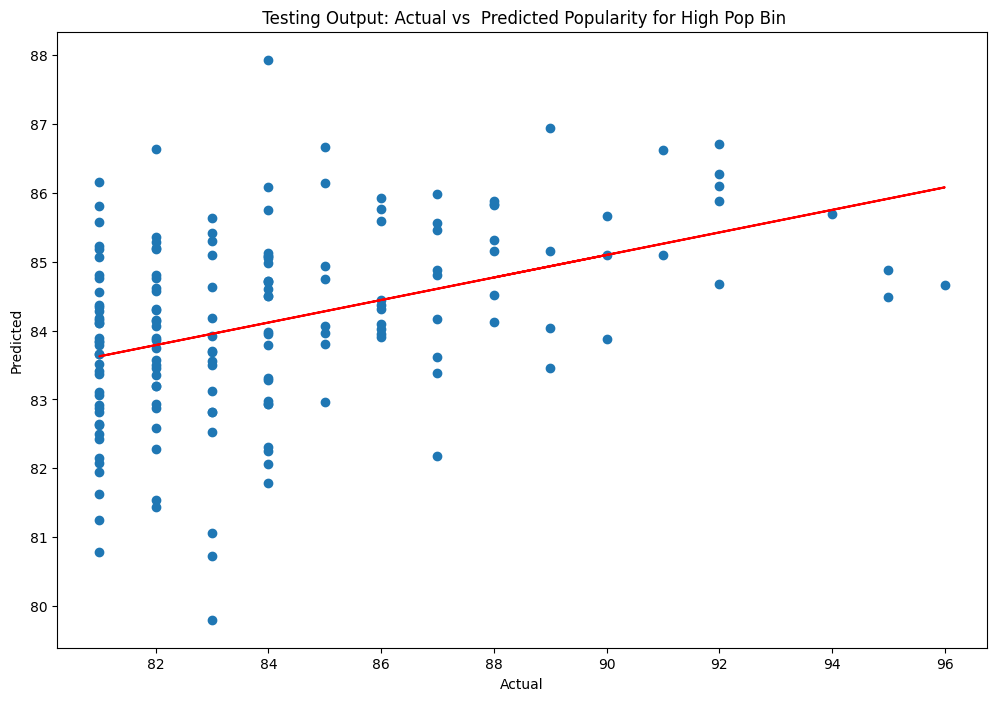 Testing Output: Actual vs  Predicted Popularity for High Pop Bin
88
87
86
85
84
83
82
81
80
Predicted
82 84 86 88 90 92 94 96
Actual